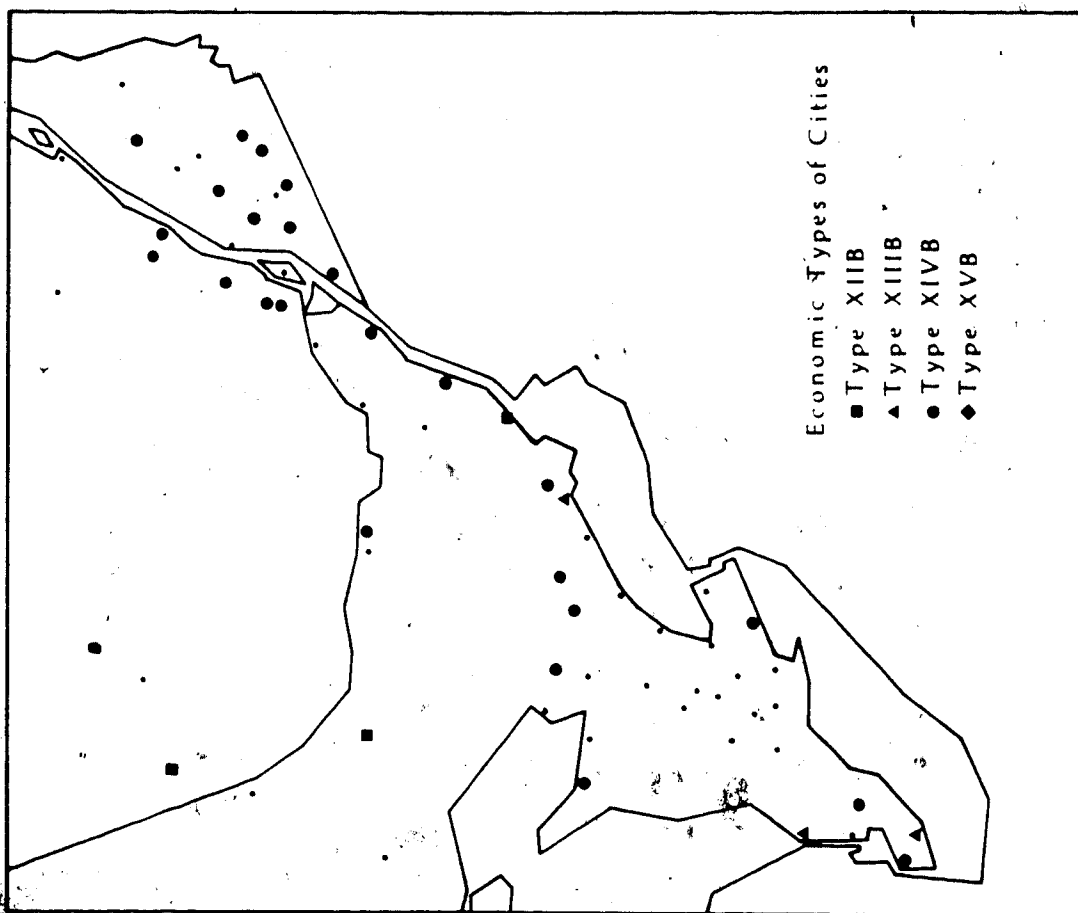 Economic Types of Cities
■ Type XIIB
▲ Type XIIIB
● Type XIVB
◆ Type XVB